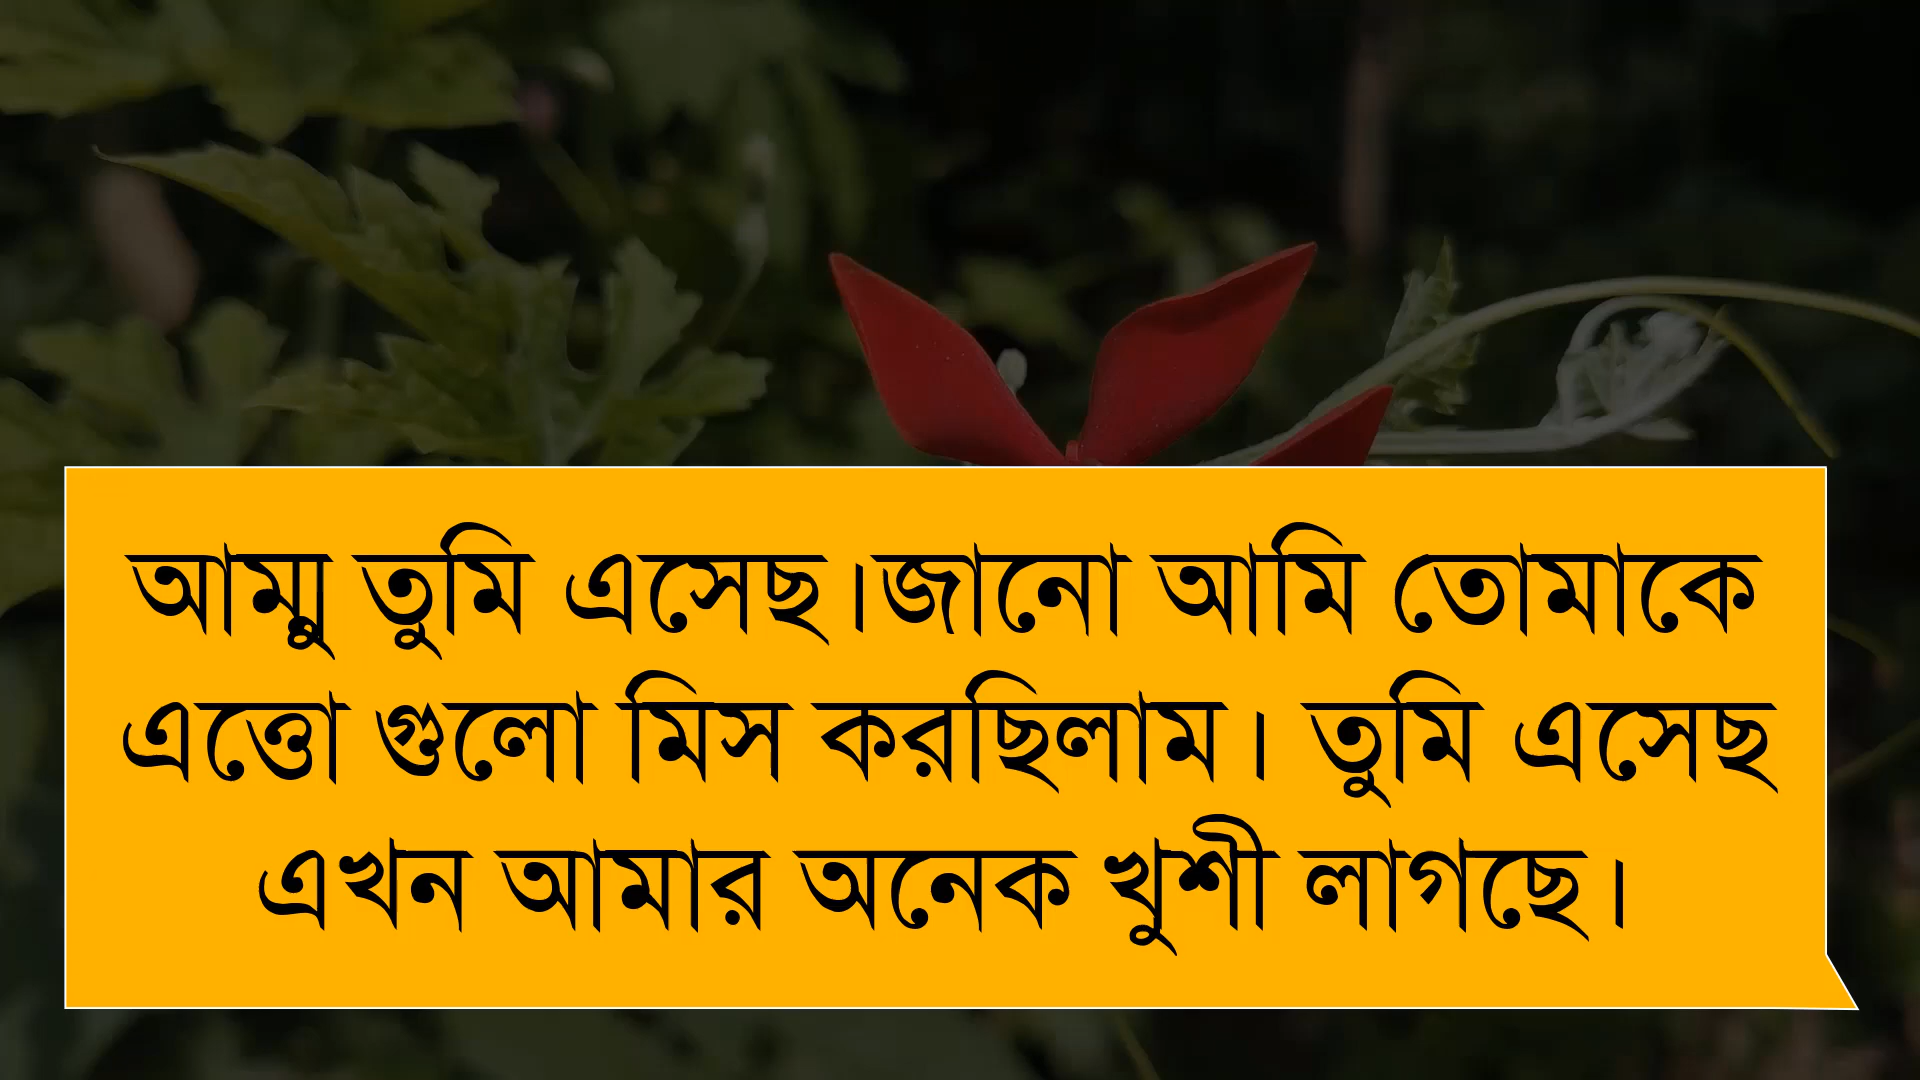 আম্মু তুমি এসেছ।জানো আমি তোমাকে
এত্তো গুলো মিস করছিলাম। তুমি এসেছ
এখন আমার অনেক খুশী লাগছে।